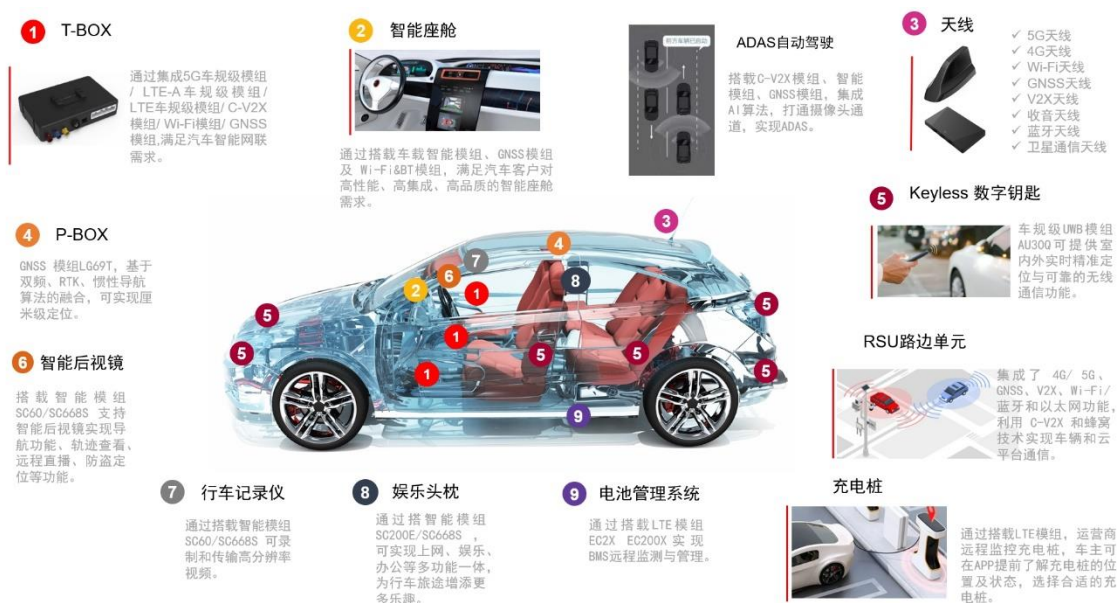 1 T-BOX
通过集成5G车规级模组
/ LTE-A车规级模组/
LTE车规级模组/ C-V2X
模组/ Wi-Fi模组/ GNSS
模组,满足汽车智能网联
需求。
2 智能座舱
通过搭载车载智能模组、GNSS模组
及 Wi-Fi&BT模组，满足汽车客户对
高性能、高集成、高品质的智能座舱
需求。
ADAS自动驾驶
搭载C-V2X模组、智能
模组、GNSS模组，集成
AI算法，打通摄像头通
道，实现ADAS。
3 天线
✓ 5G天线
✓ 4G天线
✓ Wi-Fi天线
✓ GNSS天线
✓ V2X天线
✓ 收音天线
✓ 蓝牙天线
✓ 卫星通信天线
4 P-BOX
GNSS 模组LG69T，基于
双频、RTK、惯性导航
算法的融合，可实现厘
米级定位。
5 Keyless 数字钥匙
车规级UWB模组
AU30Q可提供室
内外实时精准定
位与可靠的无线
通信功能。
6 智能后视镜
搭载智能模组
SC60/SC668S 支持
智能后视镜实现导
航功能、轨迹查看、
远程直播、防盗定
位等功能。
3
4
7
6
8
2
1
5
5
1
5
5
5
1
5
9
RSU路边单元
集成了 4G/ 5G、
GNSS、V2X、Wi-Fi/
蓝牙和以太网功能，
利用 C-V2X 和蜂窝
技术实现车辆和云
平台通信。
7 行车记录仪
通过搭载智能模组
SC60/SC668S 可录
制和传输高分辨率
视频。
8 娱乐头枕
通过搭智能模组
SC200E/SC668S ，
可实现上网、娱乐、
办公等多功能一体，
为行车旅途增添更
多乐趣。
9 电池管理系统
通过搭载LTE模组
EC2X EC200X实现
BMS远程监测与管理。
充电桩
通过搭载LTE模组，运营商
远程监控充电桩，车主可
在APP提前了解充电桩的位
置及状态，选择合适的充
电桩。